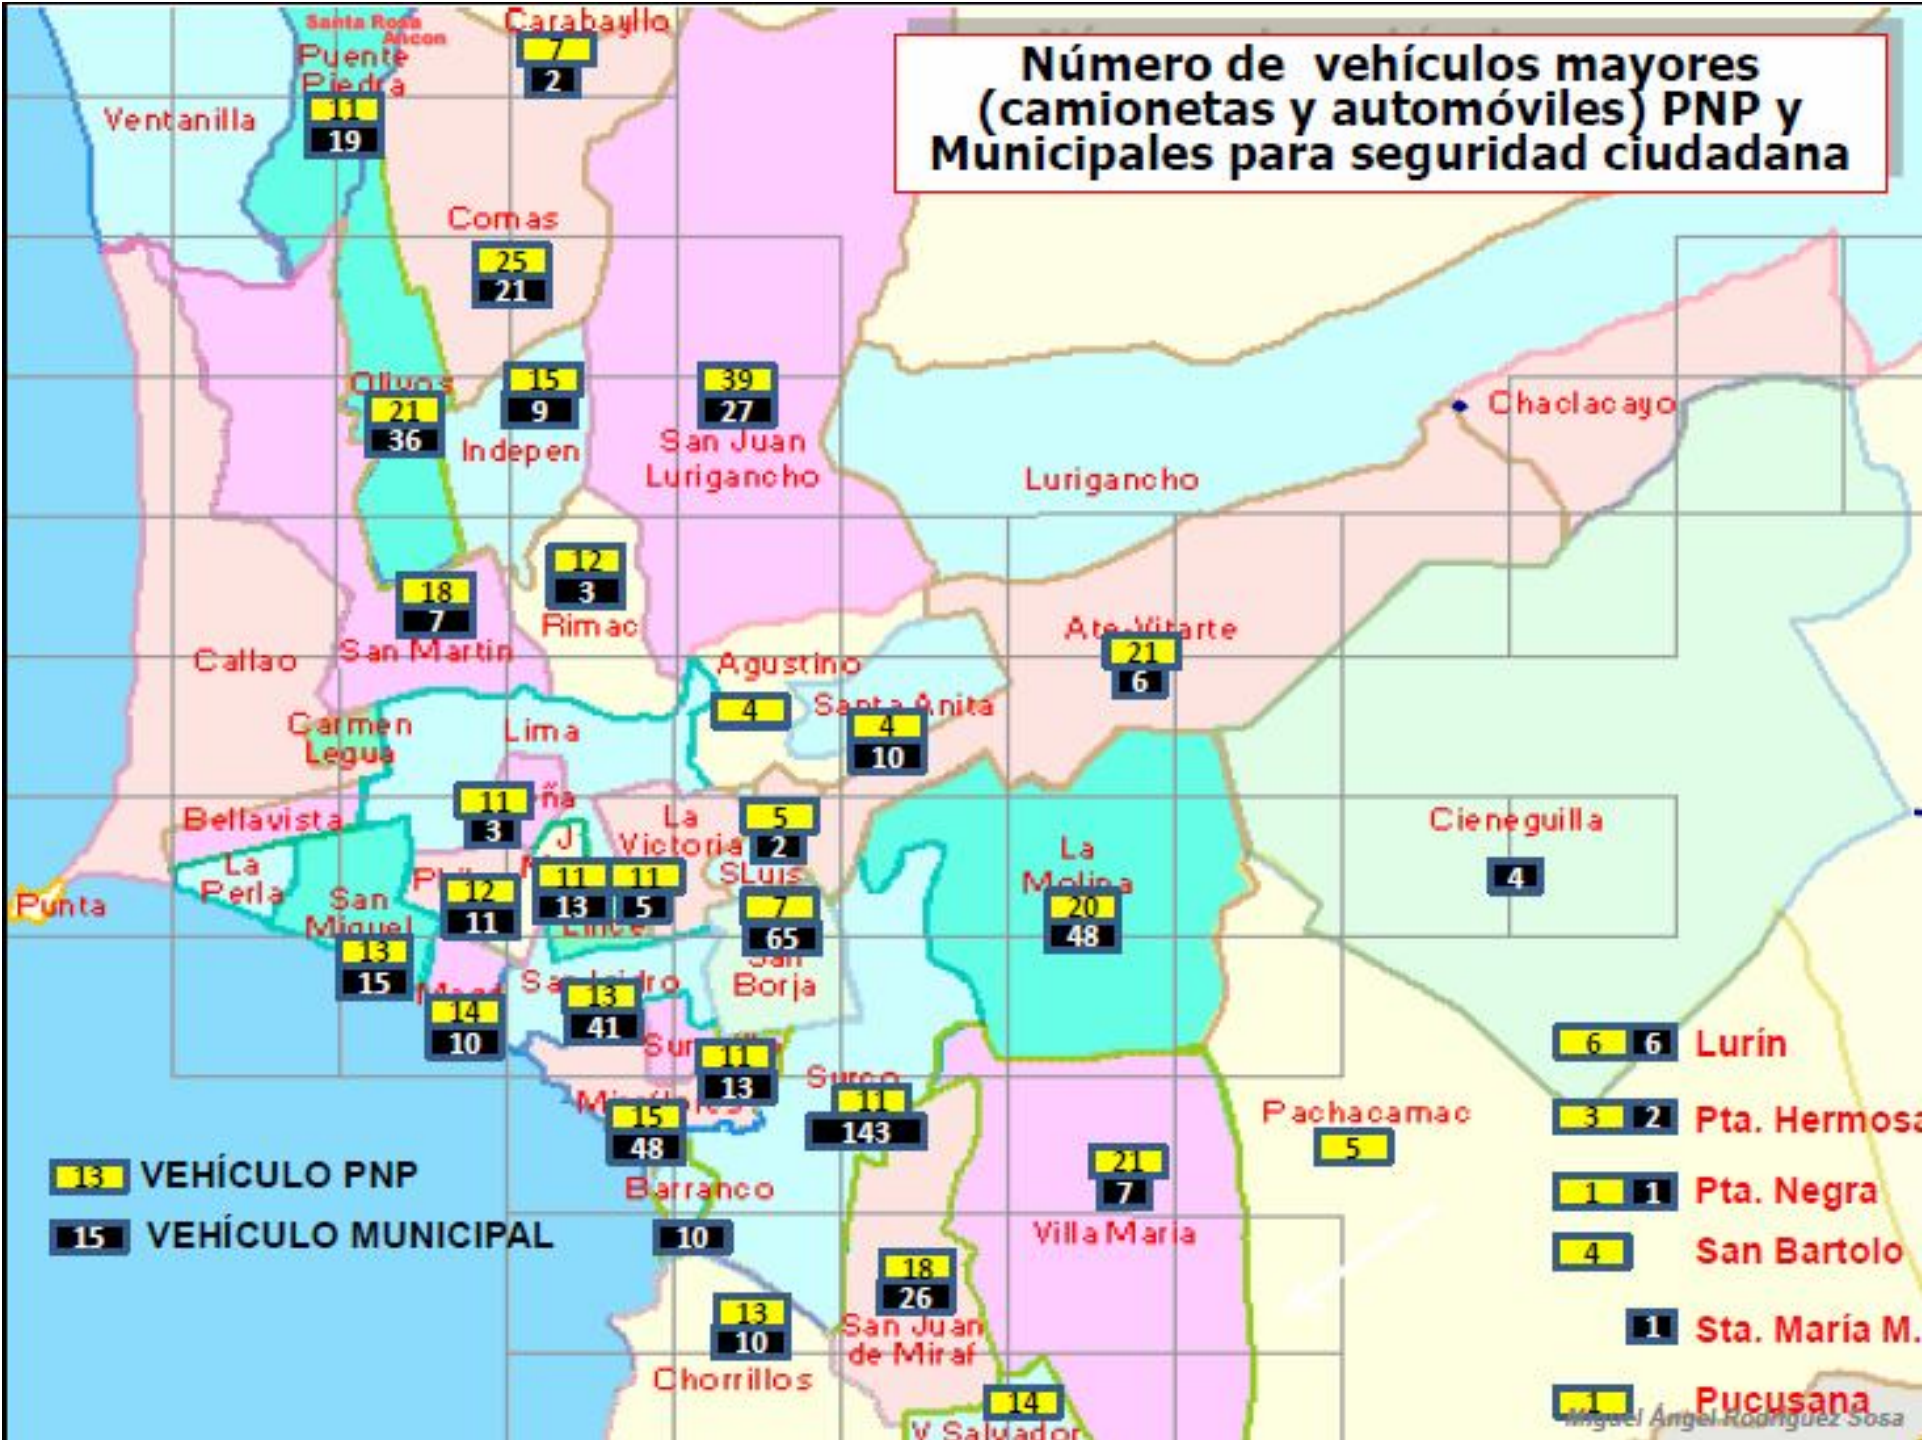 Santa Rosa
Ancon
Carabayllo
7
2
Número de vehículos mayores
(camionetas y automóviles) PNP y
Municipales para seguridad ciudadana
Puente
Piedra
11
19
Ventanilla
Comas
25
21
Olivos
21
36
15
9
Indepen
39
27
San Juan
Lurigancho
Chaclacayo
Lurigancho
12
3
Rimac
18
7
San Martin
Callao
Ate-Vitarte
21
6
Agustino
4
Santa Anita
4
10
Carmen
Legua
Lima
11
3
ña
La
Victoria
5
2
SLuis
Bellavista
J
La
Perla
Punta
San
Miguel
13
15
12
11
11
13
11
5
Lince
7
65
San
Borja
La
Molina
20
48
Cieneguilla
4
14
10
13
41
11
13
Surco
11
143
15
48
Barranco
10
Pachacamac
5
21
7
Villa Maria
13 VEHÍCULO PNP
15 VEHÍCULO MUNICIPAL
18
26
San Juan
de Miraf
13
10
Chorrillos
14
V Salvador
6 6 Lurín
3 2 Pta. Hermosa
1 1 Pta. Negra
4 San Bartolo
1 Sta. María M.
1 Pucusana
Miguel Ángel Rodríguez Sosa